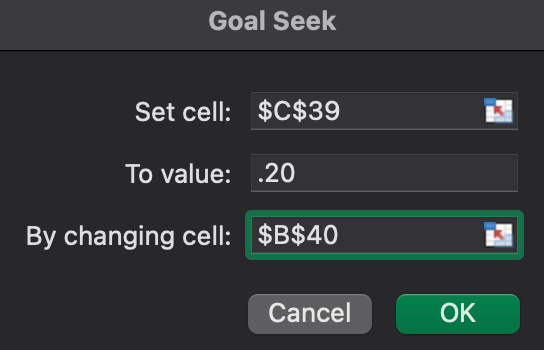 Goal Seek
Set cell: $C$39
To value: .20
By changing cell: $B$40
Cancel OK